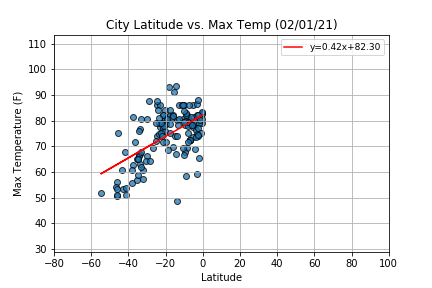 City Latitude vs. Max Temp (02/01/21)
y=0.42x+82.30
110
100
90
80
70
60
50
40
30
Max Temperature (F)
−80 −60 −40 −20 0 20 40 60 80 100
Latitude